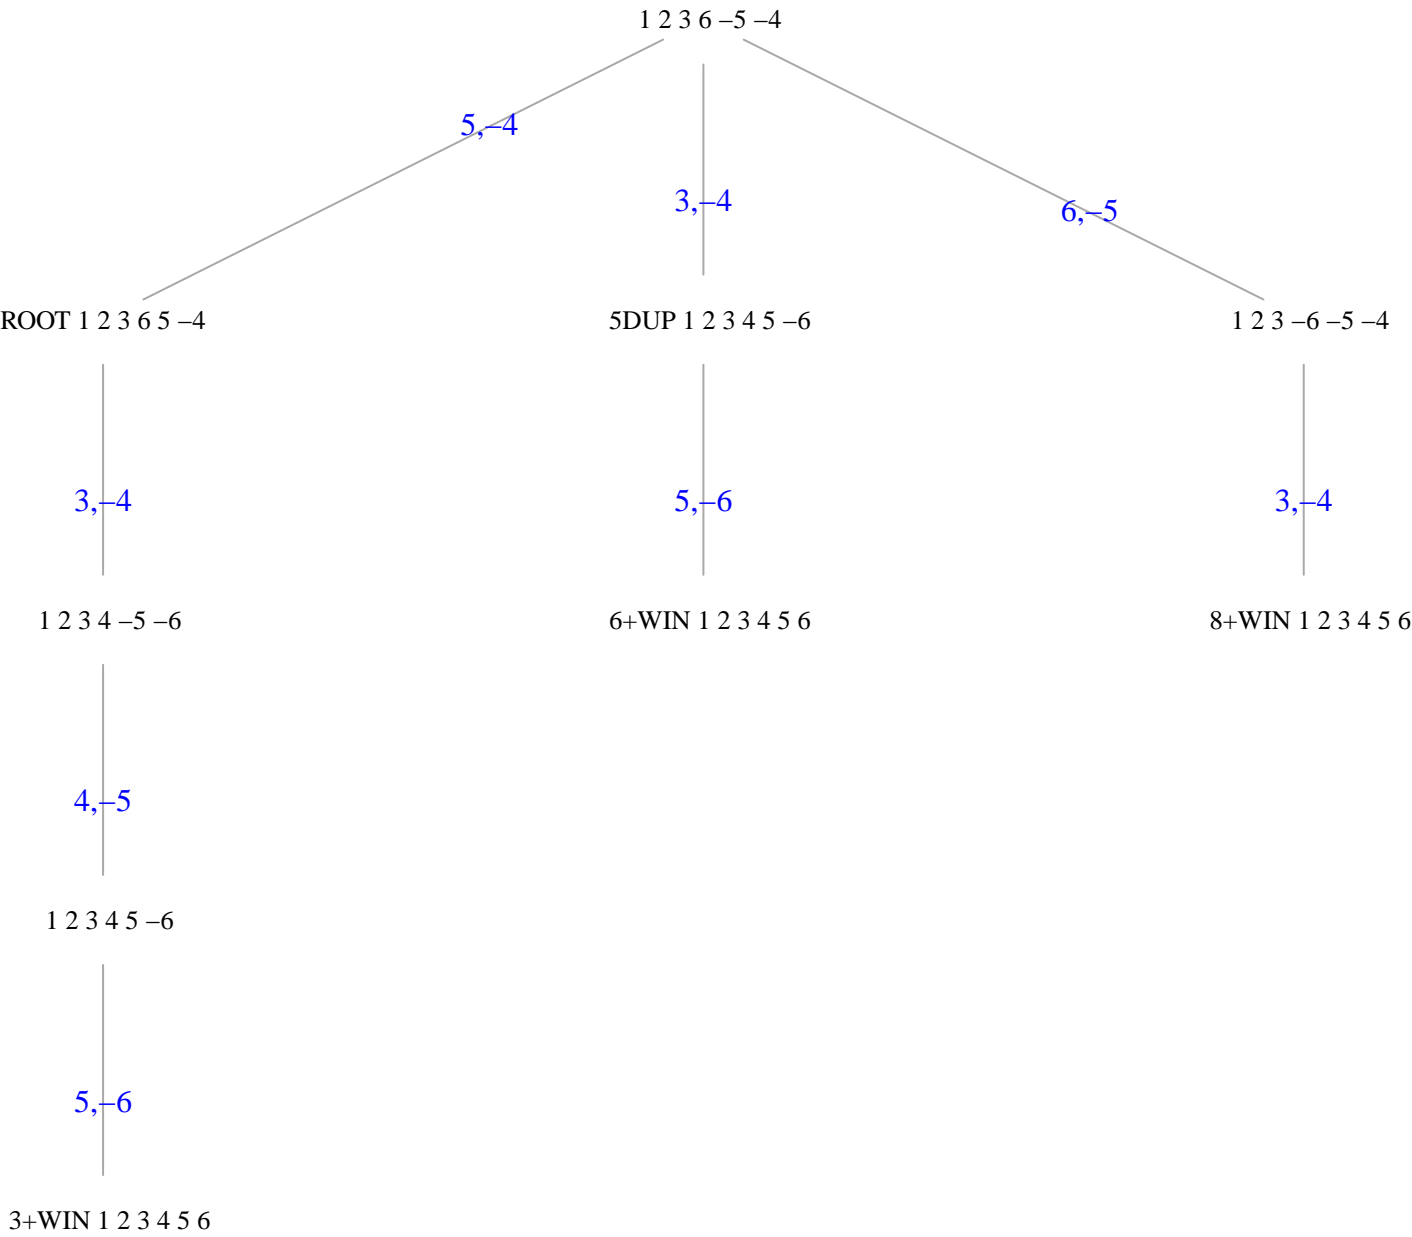 1 2 3 6 –5 –4
5,–4
3,–4
6,–5
ROOT 1 2 3 6 5 –4
5DUP 1 2 3 4 5 –6
1 2 3 –6 –5 –4
3,–4
5,–6
3,–4
1 2 3 4 –5 –6
6+WIN 1 2 3 4 5 6
8+WIN 1 2 3 4 5 6
4,–5
1 2 3 4 5 –6
5,–6
3+WIN 1 2 3 4 5 6